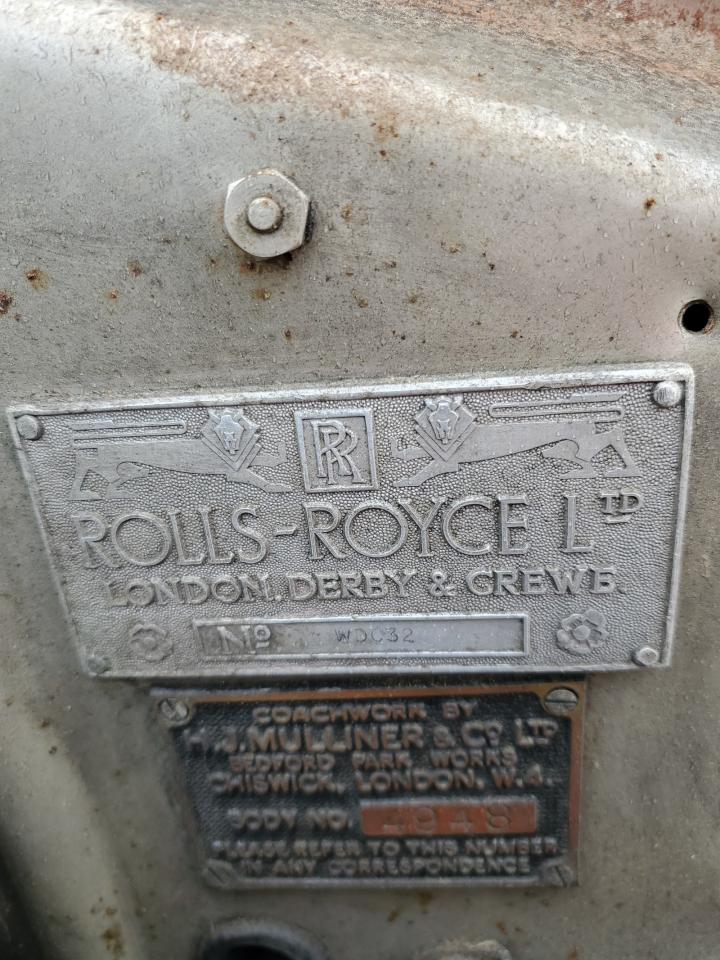 RR
ROLLS-ROYCE LTD
LONDON, DERBY & CREWE.
No WDC32
COACHWORK BY
H.J. MULLINER & CO LTD
BEDFORD PARK WORKS
CHISWICK, LONDON, W.4.
BODY NO. 4948
PLEASE REFER TO THIS NUMBER
IN ANY CORRESPONDENCE